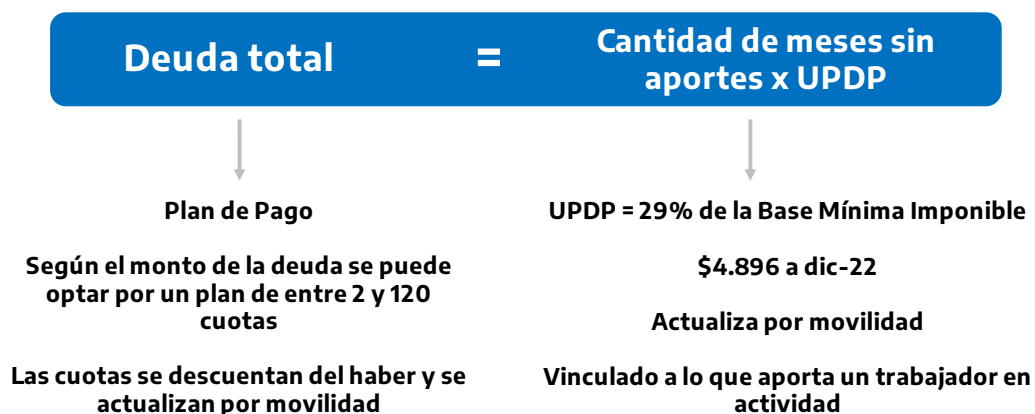 Deuda total
=
Cantidad de meses sin
aportes x UPDP
Plan de Pago
Según el monto de la deuda se puede
optar por un plan de entre 2 y 120
cuotas
Las cuotas se descuentan del haber y se
actualizan por movilidad
UPDP = 29% de la Base Mínima Imponible
$4.896 a dic-22
Actualiza por movilidad
Vinculado a lo que aporta un trabajador en
actividad